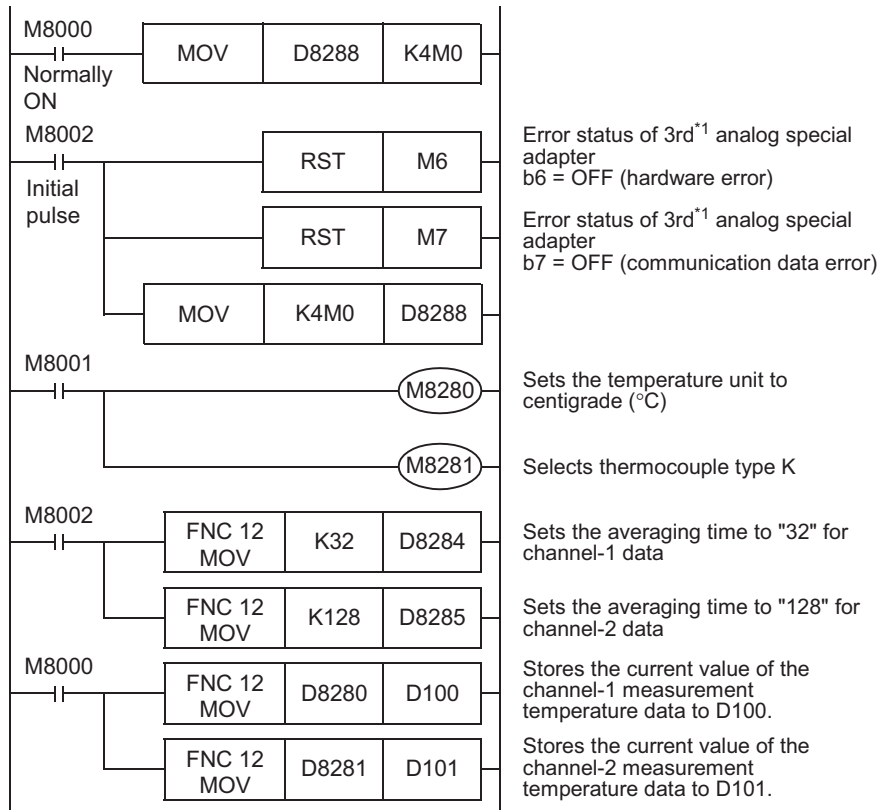 M8000
MOV D8288 K4M0
Normally
ON
M8002
RST M6
Initial
pulse
Error status of 3rd*1 analog special
adapter
b6 = OFF (hardware error)
RST M7
Error status of 3rd*1 analog special
adapter
b7 = OFF (communication data error)
MOV K4M0 D8288
M8001
M8280
Sets the temperature unit to
centigrade (°C)
M8281
Selects thermocouple type K
M8002
FNC 12
MOV K32 D8284
Sets the averaging time to "32" for
channel-1 data
FNC 12
MOV K128 D8285
Sets the averaging time to "128" for
channel-2 data
M8000
FNC 12
MOV D8280 D100
Stores the current value of the
channel-1 measurement
temperature data to D100.
FNC 12
MOV D8281 D101
Stores the current value of the
channel-2 measurement
temperature data to D101.